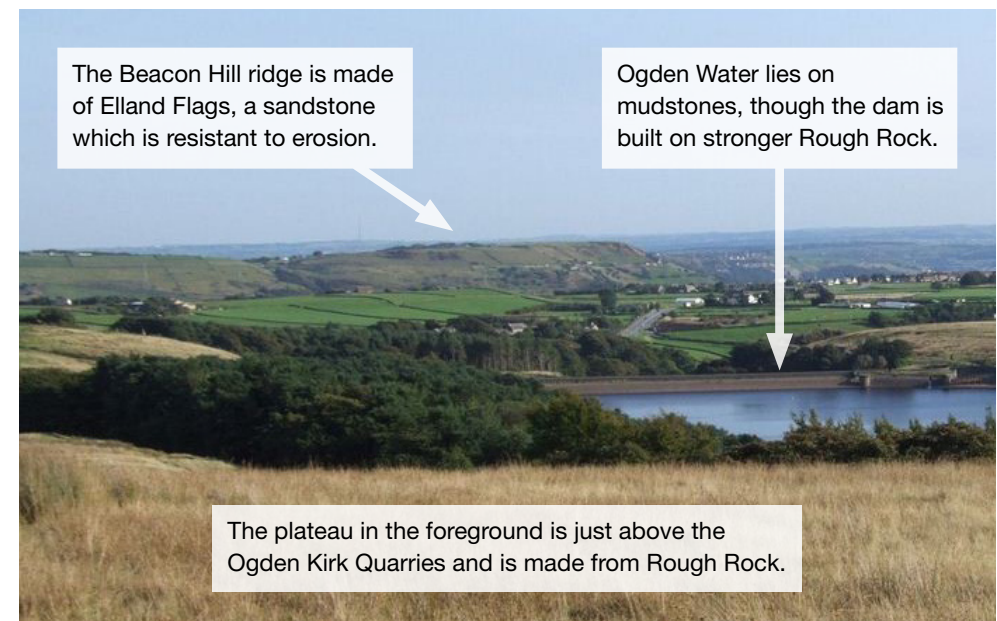 The Beacon Hill ridge is made
of Elland Flags, a sandstone
which is resistant to erosion.
Ogden Water lies on
mudstones, though the dam is
built on stronger Rough Rock.
The plateau in the foreground is just above the
Ogden Kirk Quarries and is made from Rough Rock.